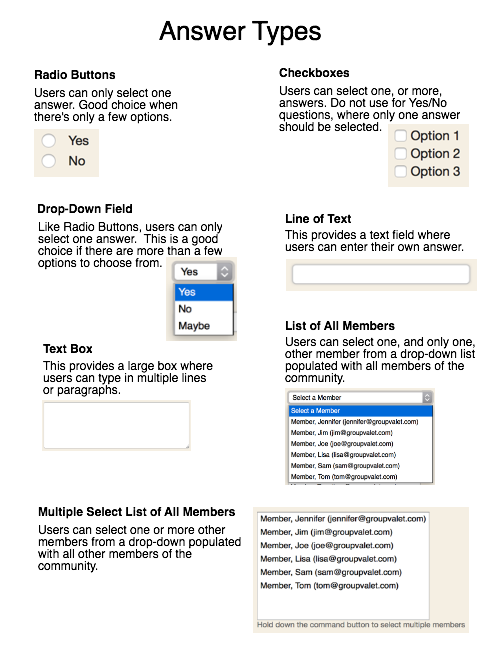 Answer Types
Radio Buttons
Users can only select one
answer. Good choice when
there's only a few options.
Yes
No
Checkboxes
Users can select one, or more,
answers. Do not use for Yes/No
questions, where only one answer
should be selected.
Option 1
Option 2
Option 3
Drop-Down Field
Like Radio Buttons, users can only
select one answer.  This is a good
choice if there are more than a few
options to choose from.
Yes
Yes
No
Maybe
Line of Text
This provides a text field where
users can enter their own answer.
Text Box
This provides a large box where
users can type in multiple lines
or paragraphs.
List of All Members
Users can select one, and only one,
other member from a drop-down list
populated with all members of the
community.
Select a Member
Select a Member
Member, Jennifer (jennifer@groupvalet.com)
Member, Jim (jim@groupvalet.com)
Member, Joe (joe@groupvalet.com)
Member, Lisa (lisa@groupvalet.com)
Member, Sam (sam@groupvalet.com)
Member, Tom (tom@groupvalet.com)
Multiple Select List of All Members
Users can select one or more other
members from a drop-down populated
with all other members of the
community.
Member, Jennifer (jennifer@groupvalet.com)
Member, Jim (jim@groupvalet.com)
Member, Joe (joe@groupvalet.com)
Member, Lisa (lisa@groupvalet.com)
Member, Sam (sam@groupvalet.com)
Member, Tom (tom@groupvalet.com)
Hold down the command button to select multiple members